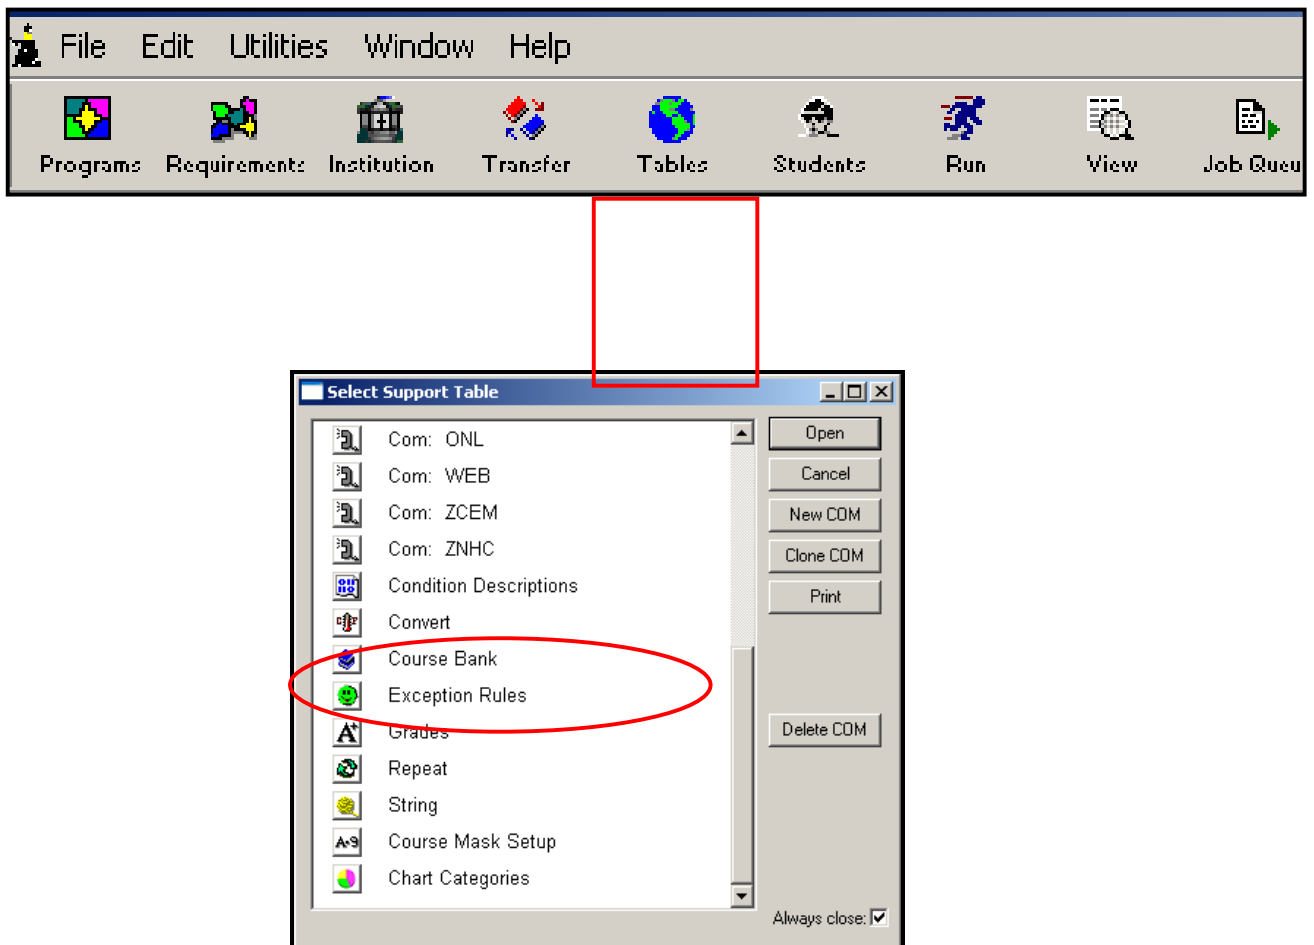 File Edit Utilities Window Help
Programs Requirements Institution Transfer Tables Students Run View Job Queu
Select Support Table
Com: ONL
Com: WEB
Com: ZCEM
Com: ZNHC
Condition Descriptions
Convert
Course Bank
Exception Rules
Grades
Repeat
String
Course Mask Setup
Chart Categories
Open
Cancel
New COM
Clone COM
Print
Delete COM
Always close: